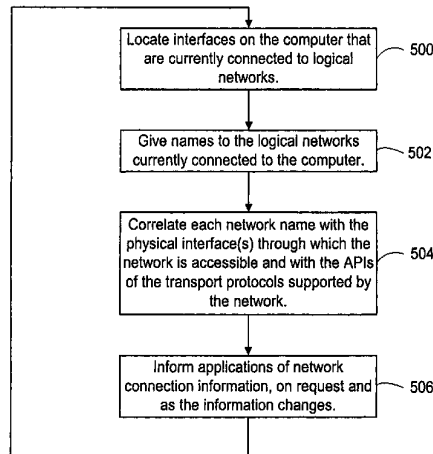 Locate interfaces on the computer that
are currently connected to logical
networks.
500
Give names to the logical networks
currently connected to the computer.
502
Correlate each network name with the
physical interface(s) through which the
network is accessible and with the APIs
of the transport protocols supported by
the network.
504
Inform applications of network
connection information, on request and
as the information changes.
506